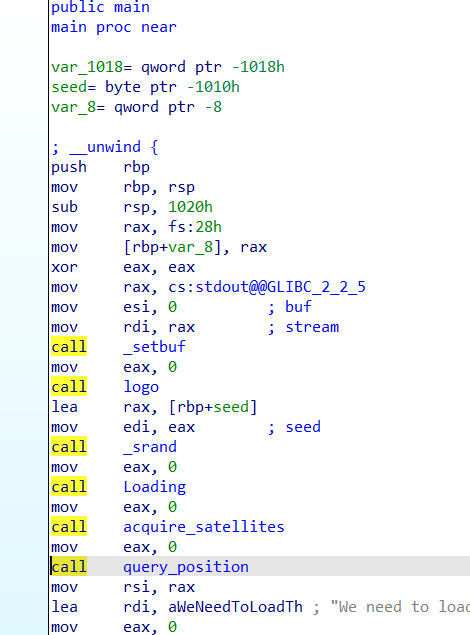 public main
main proc near
var_1018= qword ptr -1018h
seed= byte ptr -1010h
var_8= qword ptr -8
; __unwind {
push rbp
mov rbp, rsp
sub rsp, 1020h
mov rax, fs:28h
mov [rbp+var_8], rax
xor eax, eax
mov rax, cs:stdout@@GLIBC_2_2_5
mov esi, 0 ; buf
mov rdi, rax ; stream
call _setbuf
mov eax, 0
call logo
lea rax, [rbp+seed]
mov edi, eax ; seed
call _srand
mov eax, 0
call Loading
mov eax, 0
call acquire_satellites
mov eax, 0
call query_position
mov rsi, rax
lea rdi, aWeNeedToLoadTh ; "We need to loa
mov eax, 0